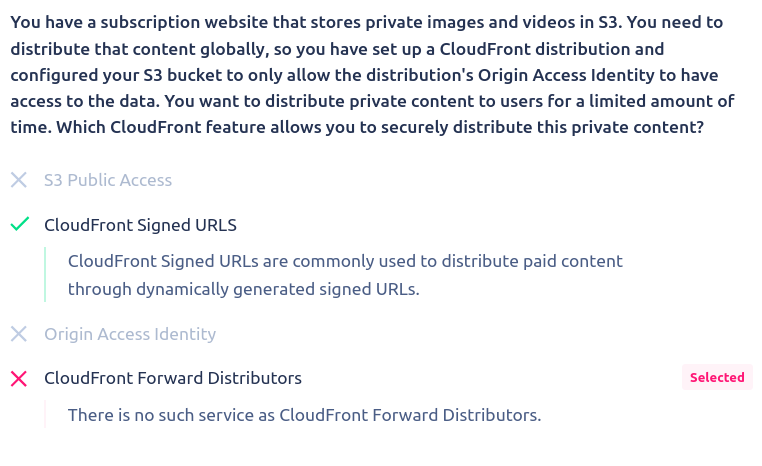 You have a subscription website that stores private images and videos in S3. You need to
distribute that content globally, so you have set up a CloudFront distribution and
configured your S3 bucket to only allow the distribution's Origin Access Identity to have
access to the data. You want to distribute private content to users for a limited amount of
time. Which CloudFront feature allows you to securely distribute this private content?
S3 Public Access
CloudFront Signed URLS
CloudFront Signed URLs are commonly used to distribute paid content
through dynamically generated signed URLs.
Origin Access Identity
CloudFront Forward Distributors
Selected
There is no such service as CloudFront Forward Distributors.